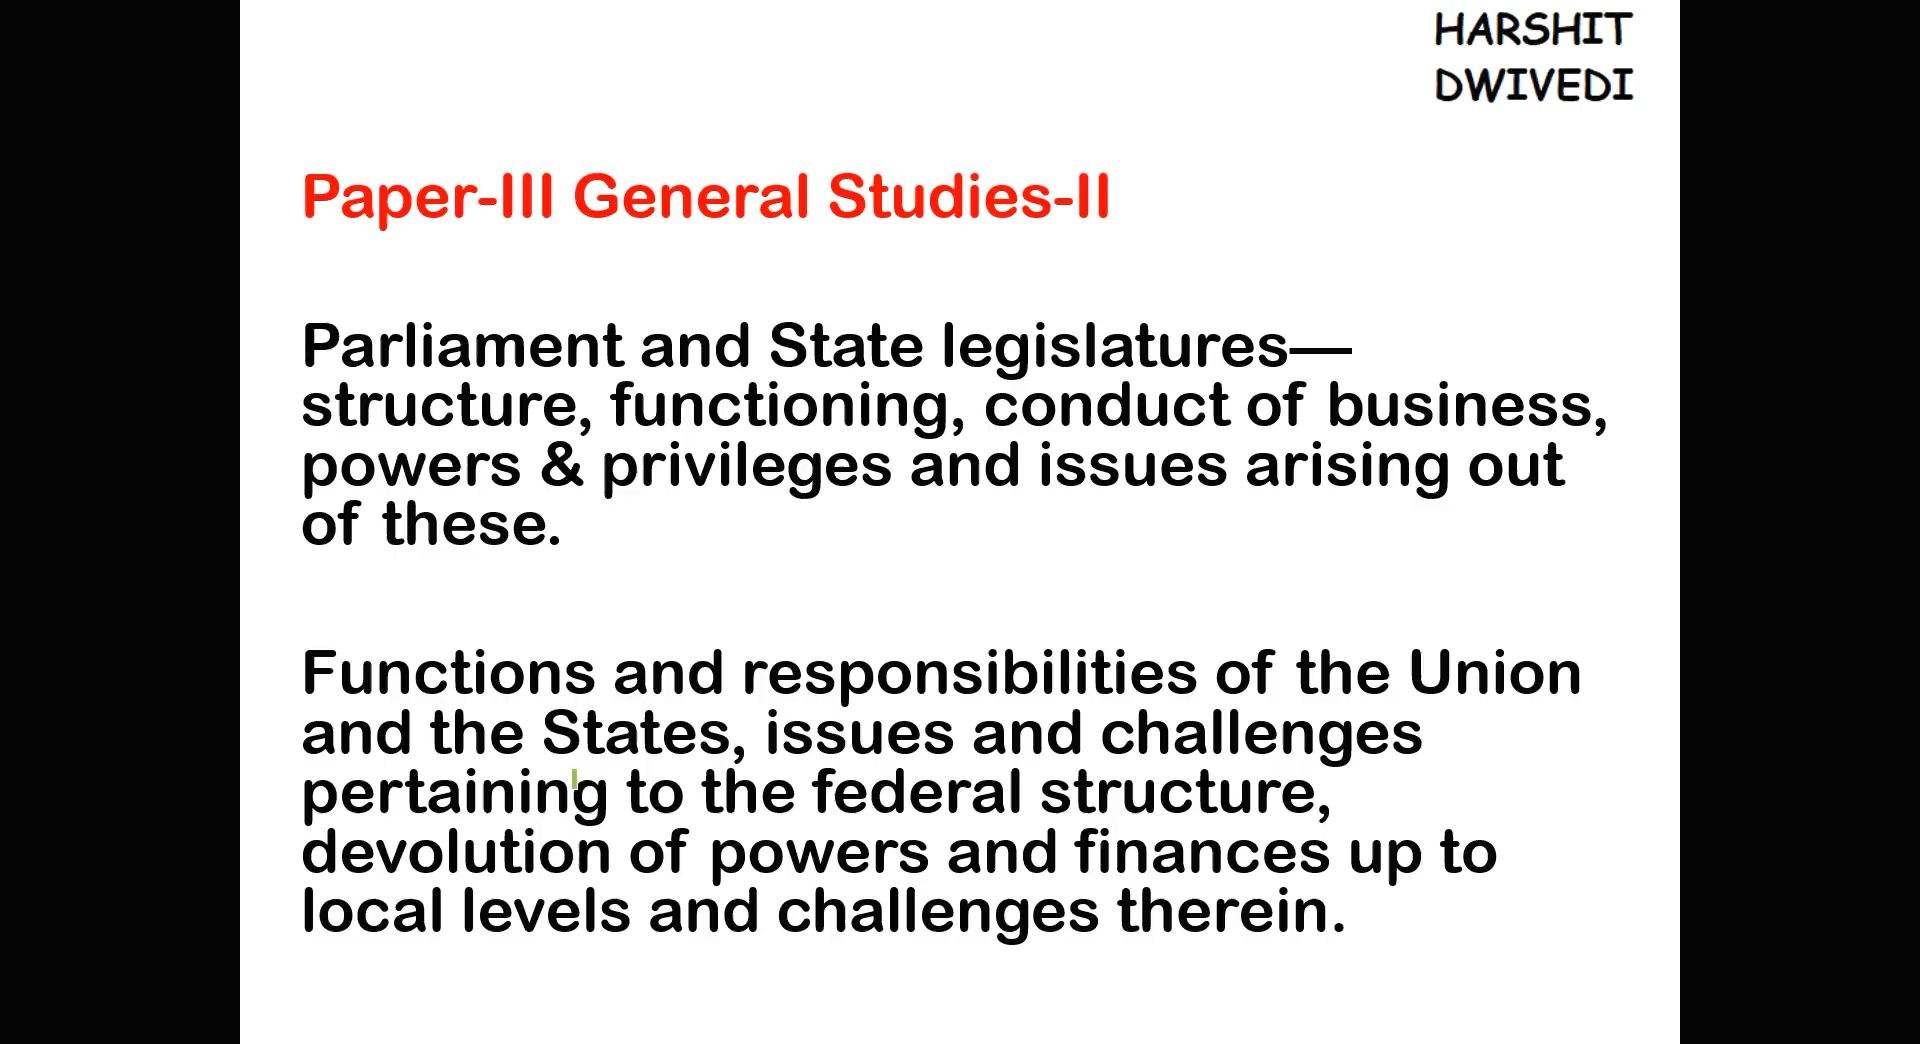 HARSHIT
DWIVEDI
Paper-III General Studies-II
Parliament and State legislatures—
structure, functioning, conduct of business,
powers & privileges and issues arising out
of these.
Functions and responsibilities of the Union
and the States, issues and challenges
pertaining to the federal structure,
devolution of powers and finances up to
local levels and challenges therein.